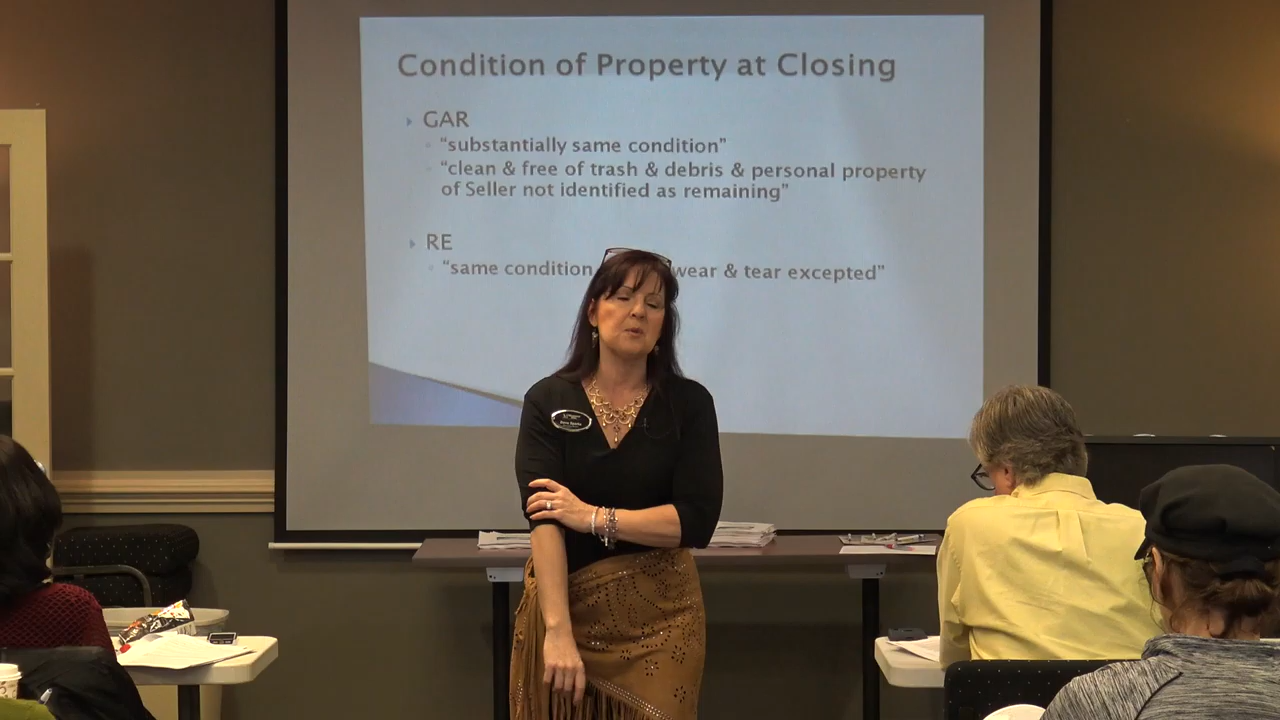 Condition of Property at Closing
GAR
"substantially same condition"
"clean & free of trash & debris & personal property
of Seller not identified as remaining"
RE
"same condition wear & tear excepted"